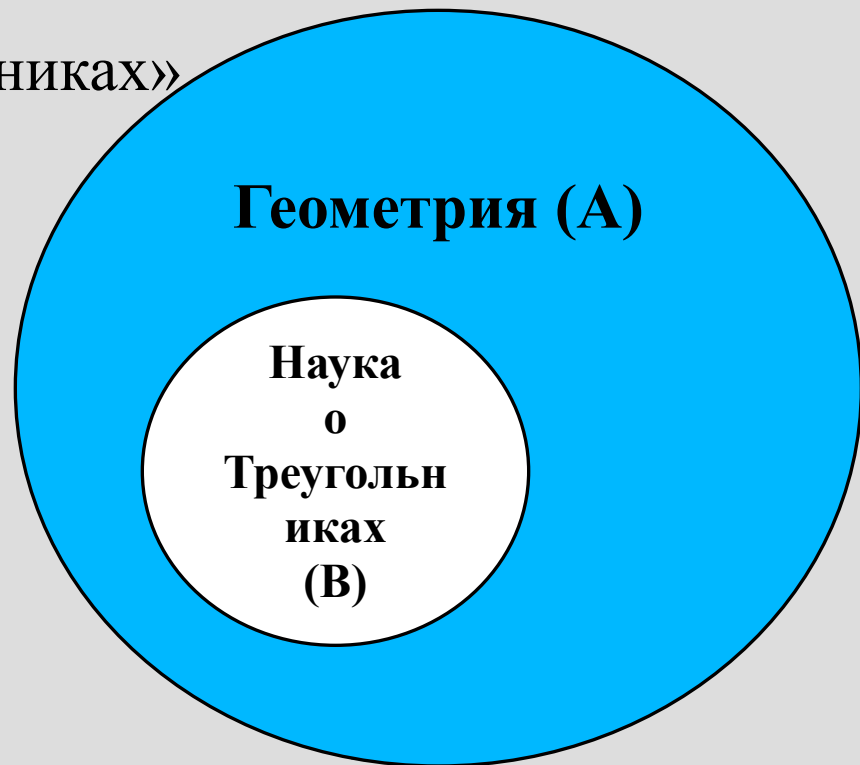 никах»
Геометрия (А)
Наука
о
Треугольн
иках
(В)